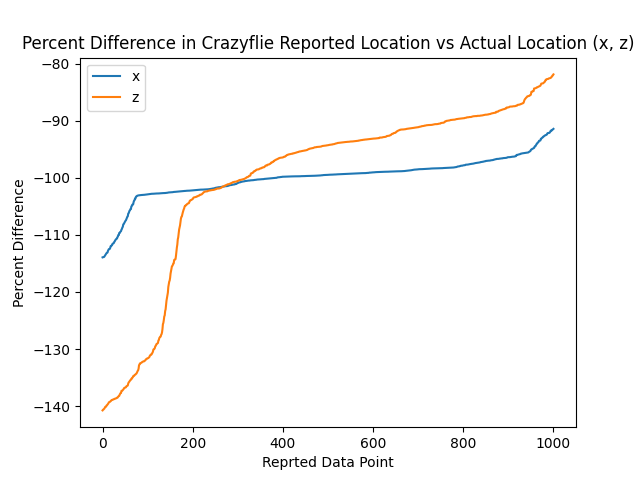 Percent Difference in Crazyflie Reported Location vs Actual Location (x, z)
x
z
Percent Difference
−80
−90
−100
−110
−120
−130
−140
0
200
400
600
800
1000
Reprted Data Point